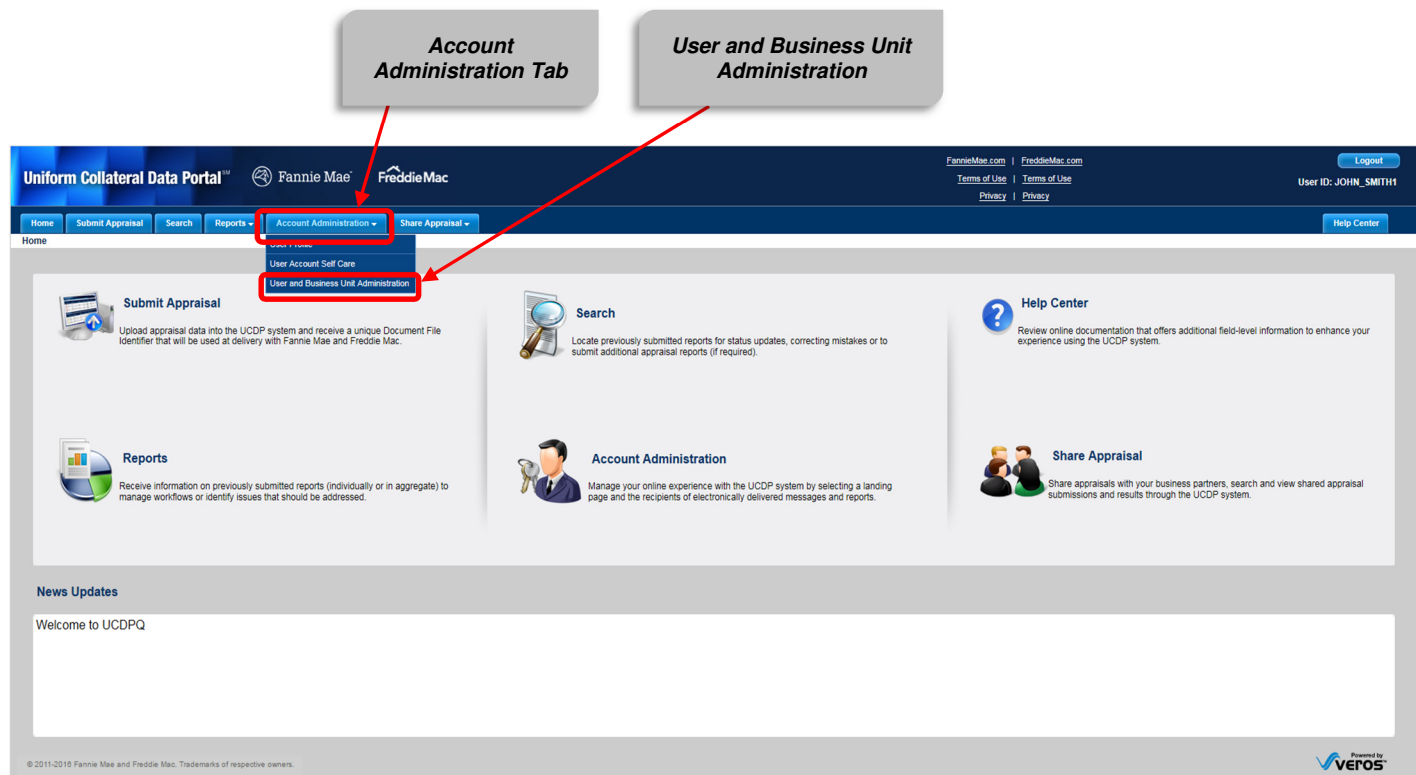 Account
Administration Tab
User and Business Unit
Administration
Uniform Collateral Data Portal℠
Fannie Mae®
Freddie Mac
FannieMae.com | FreddieMac.com
Terms of Use | Terms of Use
Privacy | Privacy
Logout
User ID: JOHN_SMITH1
Home
Submit Appraisal
Search
Reports
Account Administration
Share Appraisal
Help Center
Home
User Profile
User Account Self Care
User and Business Unit Administration
Submit Appraisal
Upload appraisal data into the UCDP system and receive a unique Document File
Identifier that will be used at delivery with Fannie Mae and Freddie Mac.
Search
Locate previously submitted reports for status updates, correcting mistakes or to
submit additional appraisal reports (if required).
Help Center
Review online documentation that offers additional field-level information to enhance your
experience using the UCDP system.
Reports
Receive information on previously submitted reports (individually or in aggregate) to
manage workflows or identify issues that should be addressed.
Account Administration
Manage your online experience with the UCDP system by selecting a landing
page and the recipients of electronically delivered messages and reports.
Share Appraisal
Share appraisals with your business partners, search and view shared appraisal
submissions and results through the UCDP system.
News Updates
Welcome to UCDPQ
© 2011-2016 Fannie Mae and Freddie Mac. Trademarks of respective owners.
Powered by
veros™